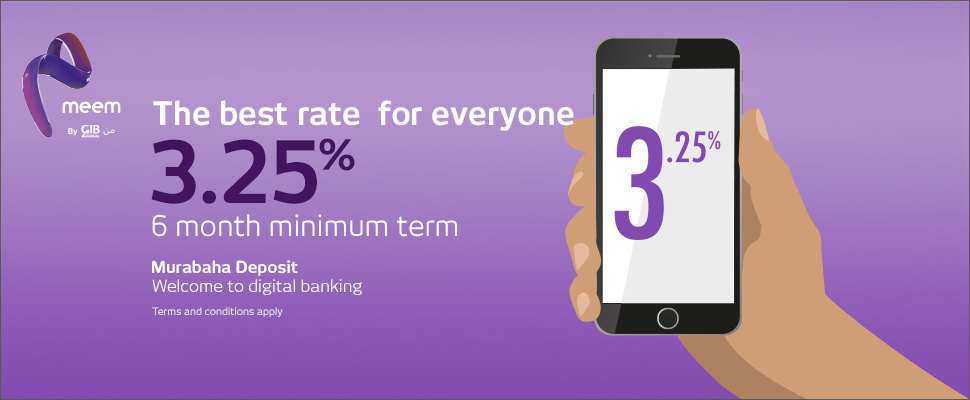 meem
By GIB من
The best rate for everyone
3.25%
6 month minimum term
Murabaha Deposit
Welcome to digital banking
Terms and conditions apply
3.25%